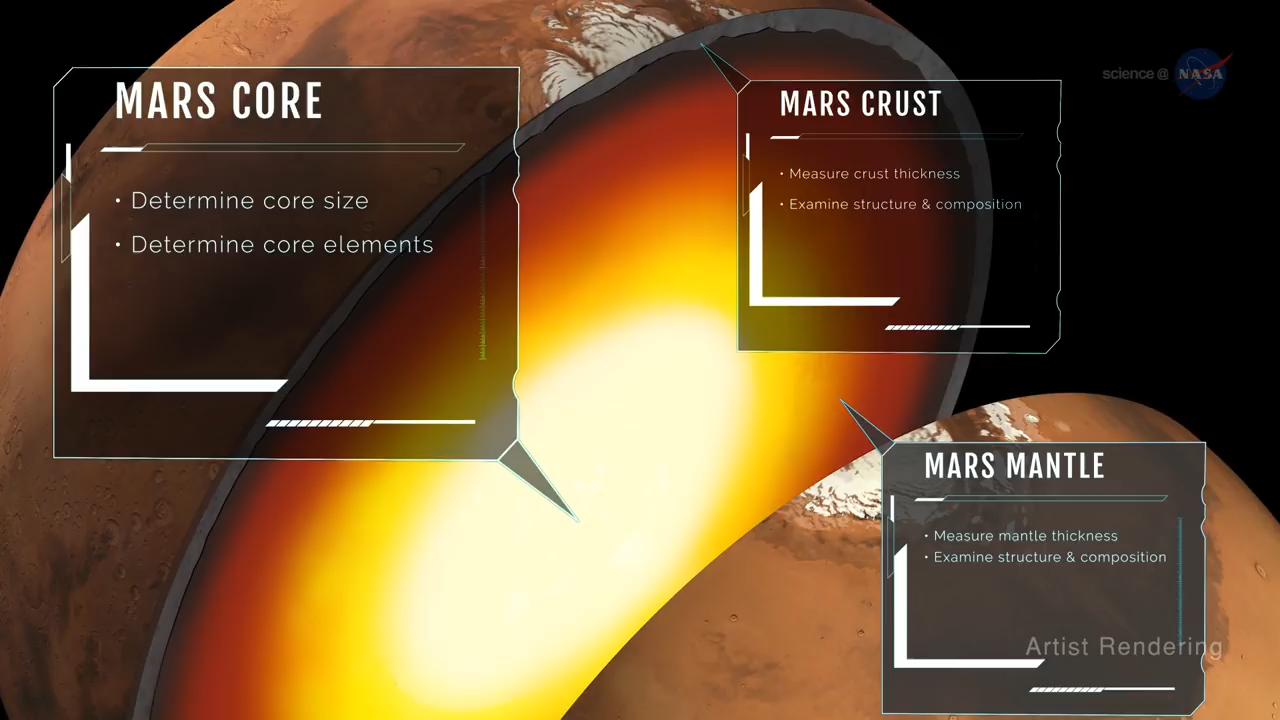 MARS CORE
• Determine core size
• Determine core elements
science@ NASA
MARS CRUST
• Measure crust thickness
• Examine structure & composition
MARS MANTLE
• Measure mantle thickness
• Examine structure & composition
Artist Rendering